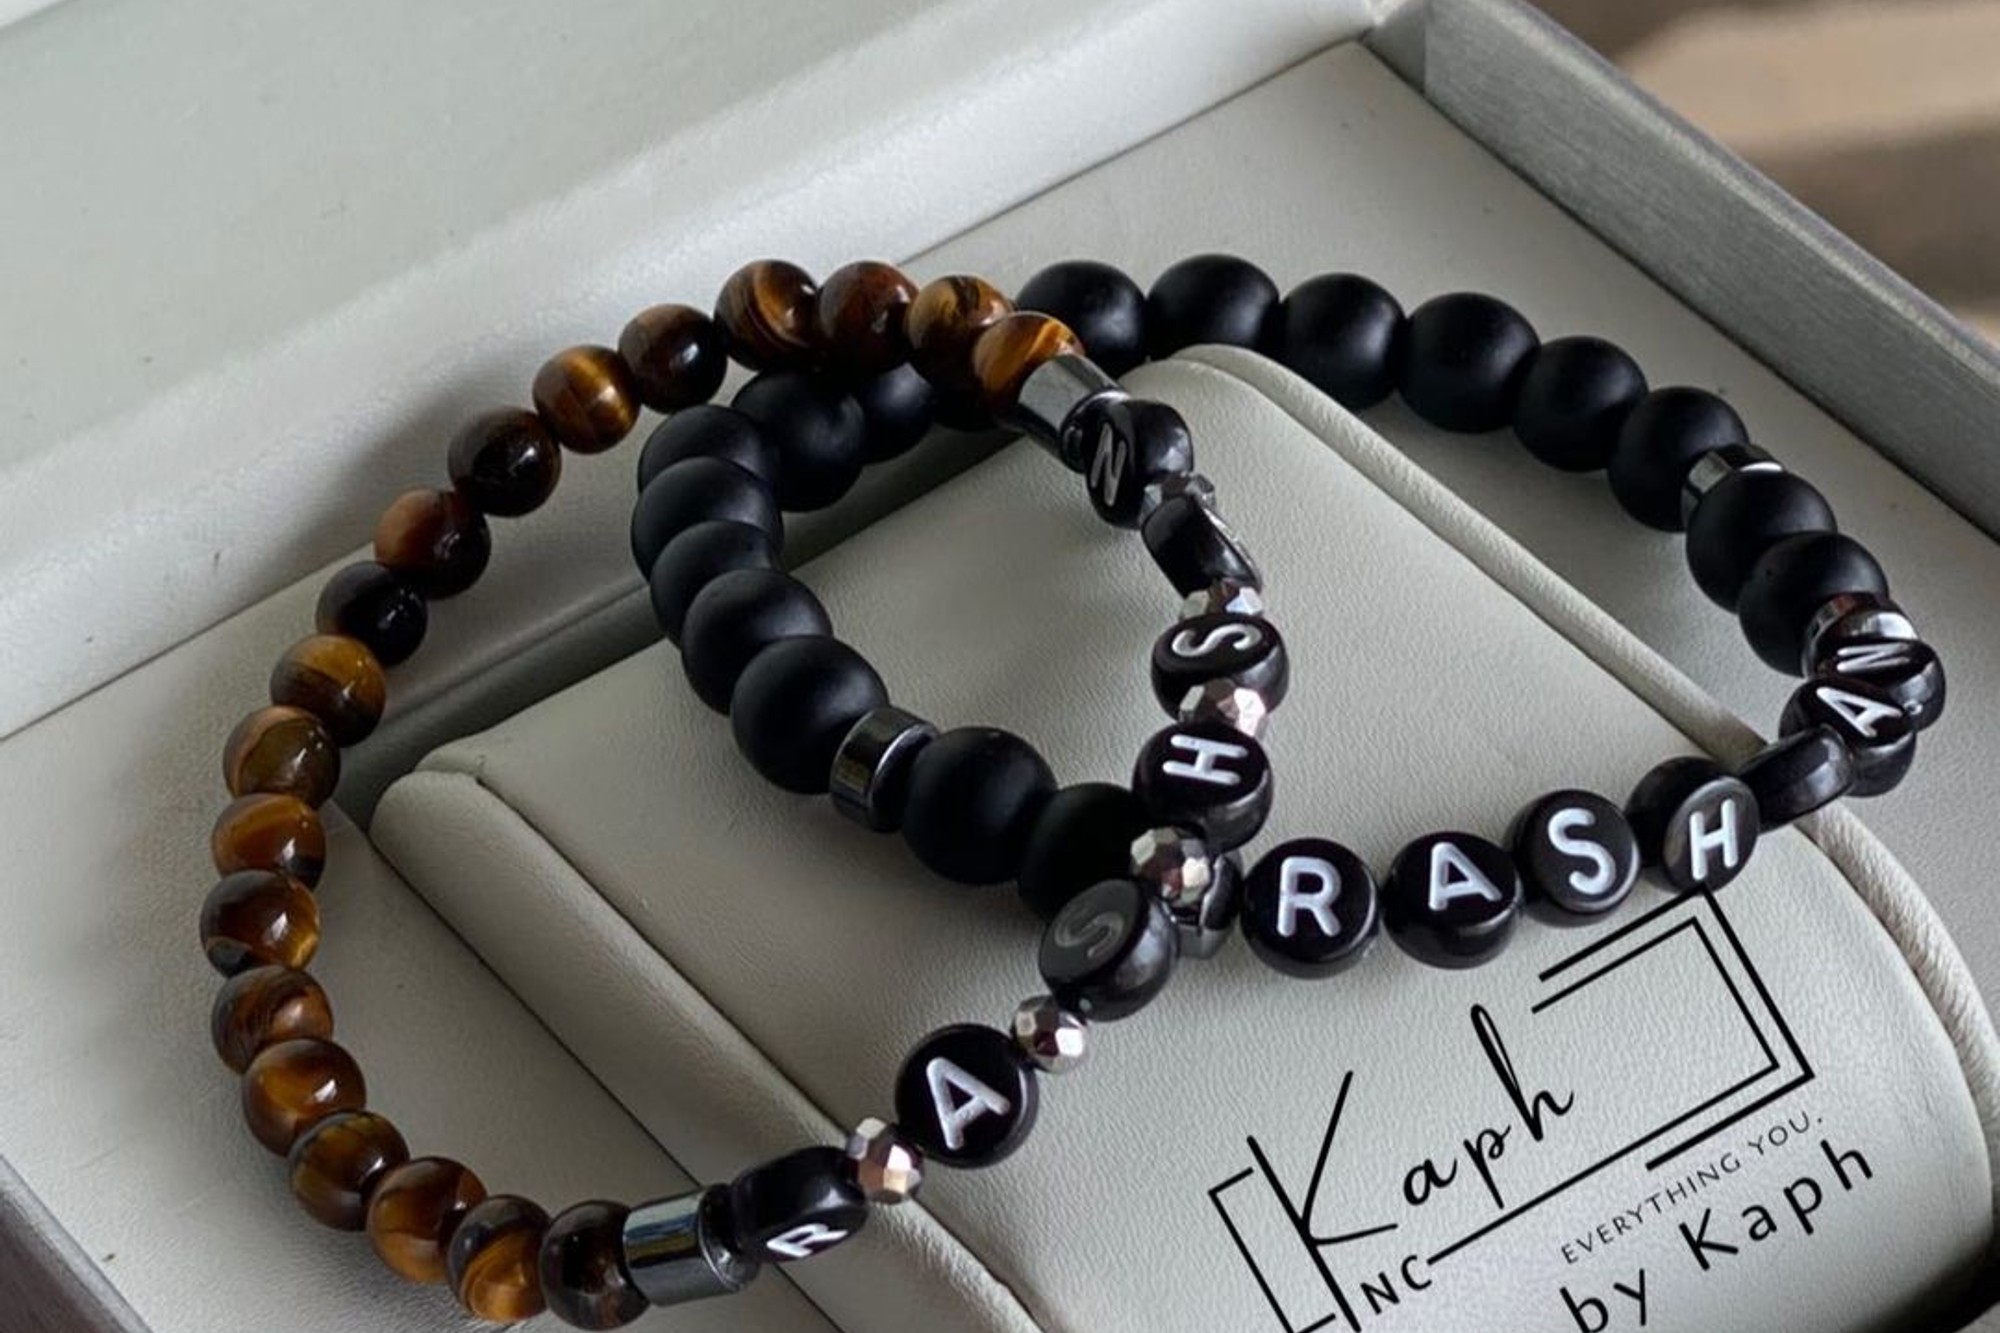 R A S H S N
R A S H A N
Kaph
NC
EVERYTHING YOU.
by Kaph